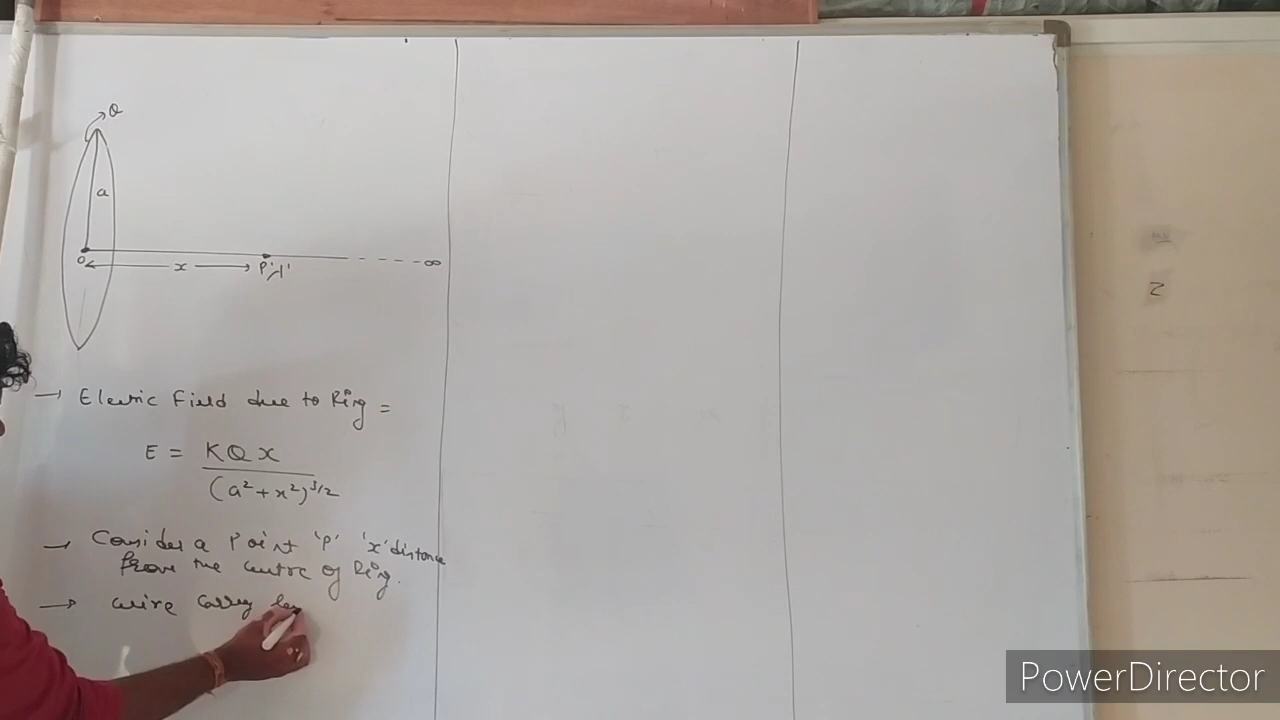 Q
a
O
x
P
∞
→ Electric Field due to Ring =
E = KQx
(a² + x²)^3/2
→ Consider a Point 'P' 'x' distance
from the centre of Ring.
→ wire carry
2
PowerDirector